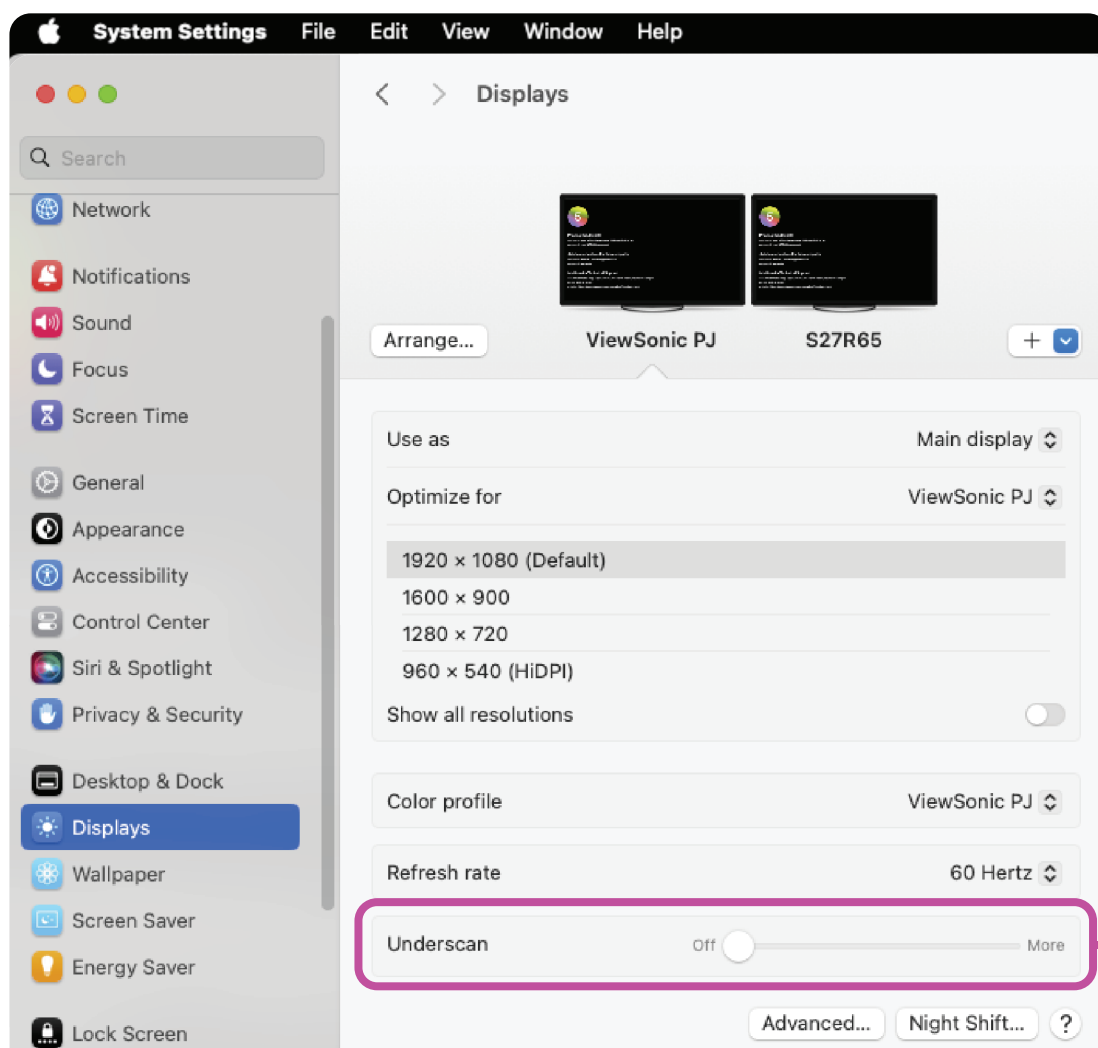 System Settings File Edit View Window Help
Displays
Search
Network
Notifications
Sound
Focus
Screen Time
General
Appearance
Accessibility
Control Center
Siri & Spotlight
Privacy & Security
Desktop & Dock
Displays
Wallpaper
Screen Saver
Energy Saver
Lock Screen
5
5
Arrange... ViewSonic PJ S27R65 +
Use as Main display
Optimize for ViewSonic PJ
1920 × 1080 (Default)
1600 × 900
1280 × 720
960 × 540 (HiDPI)
Show all resolutions
Color profile ViewSonic PJ
Refresh rate 60 Hertz
Underscan Off More
Advanced... Night Shift... ?